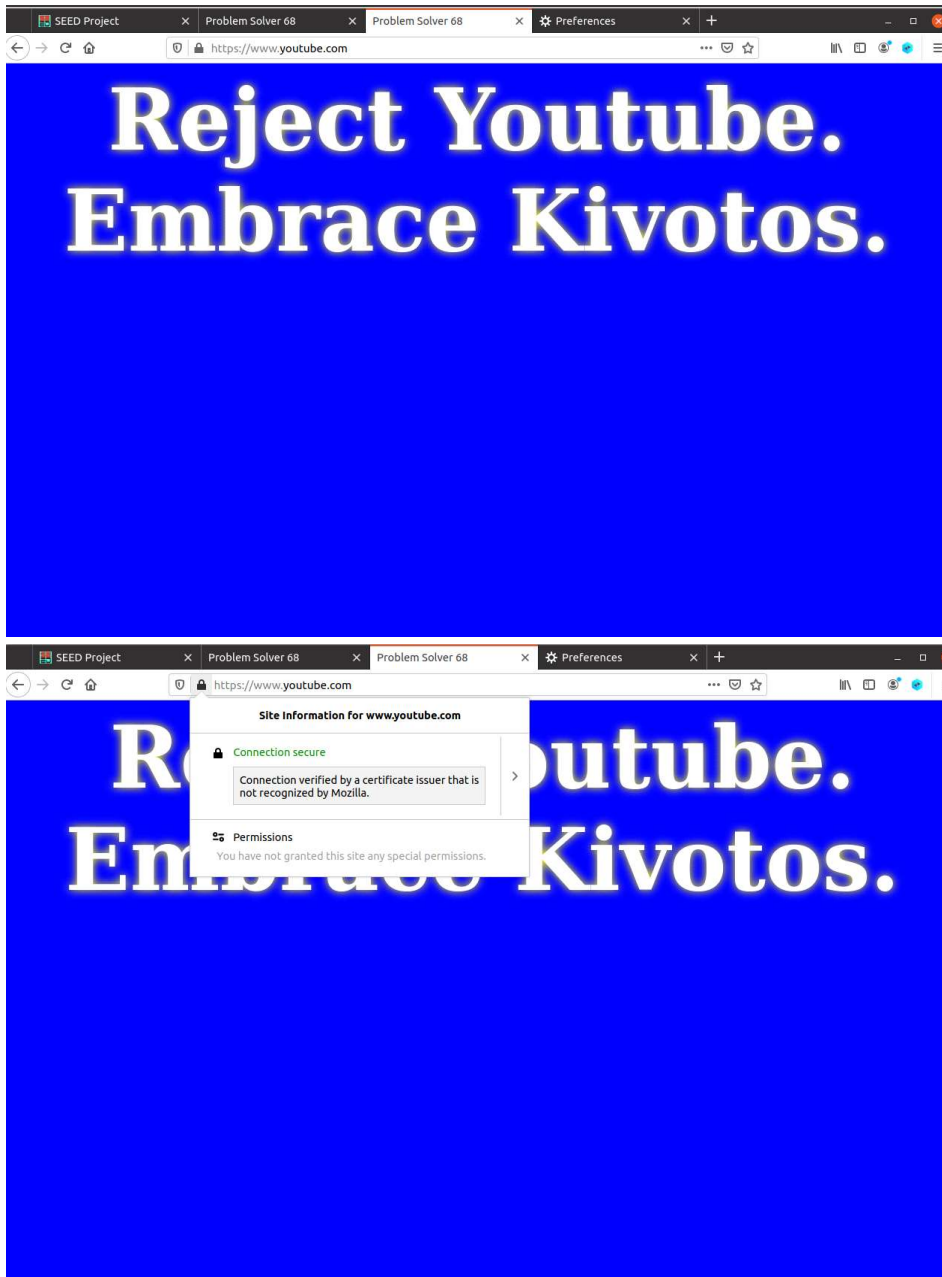 SEED Project
Problem Solver 68
Problem Solver 68
Preferences
https://www.youtube.com
Reject Youtube.
Embrace Kivotos.
SEED Project
Problem Solver 68
Problem Solver 68
Preferences
https://www.youtube.com
Site Information for www.youtube.com
Connection secure
Connection verified by a certificate issuer that is
not recognized by Mozilla.
Permissions
You have not granted this site any special permissions.
R outube.
Embrace Kivotos.